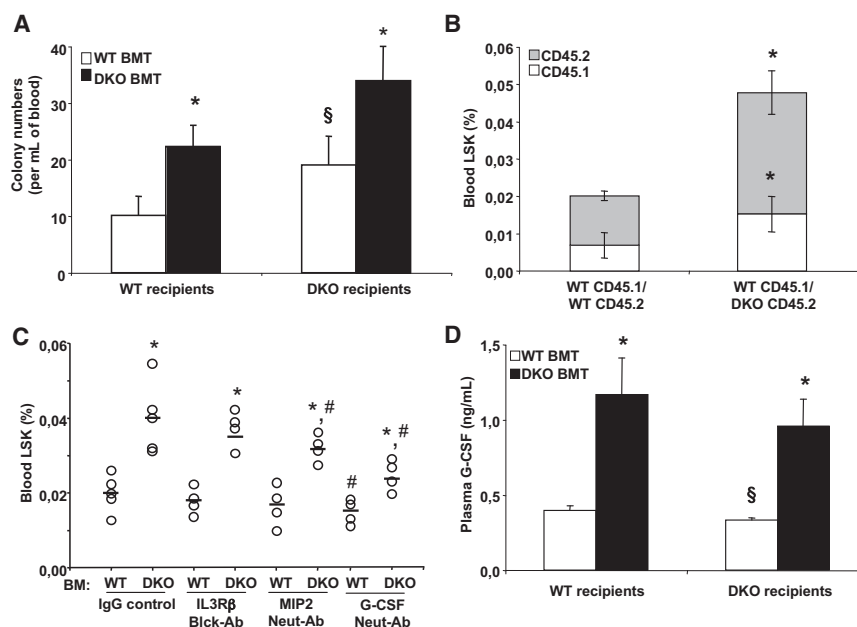 A
WT BMT
DKO BMT
Colony numbers
(per mL of blood)
40
30
20
10
0
*
§
*
WT recipients
DKO recipients
B
CD45.2
CD45.1
Blood LSK (%)
0,06
0,05
0,04
0,03
0,02
0,01
0,00
*
*
WT CD45.1/
WT CD45.2
WT CD45.1/
DKO CD45.2
C
Blood LSK (%)
0,06
0,04
0,02
0,00
*
*
*,#
#
*,#
BM: WT DKO WT DKO WT DKO WT DKO
IgG control
IL3Rβ
Blck-Ab
MIP2
Neut-Ab
G-CSF
Neut-Ab
D
WT BMT
DKO BMT
Plasma G-CSF (ng/mL)
1,5
1,0
0,5
0,0
*
§
*
WT recipients
DKO recipients